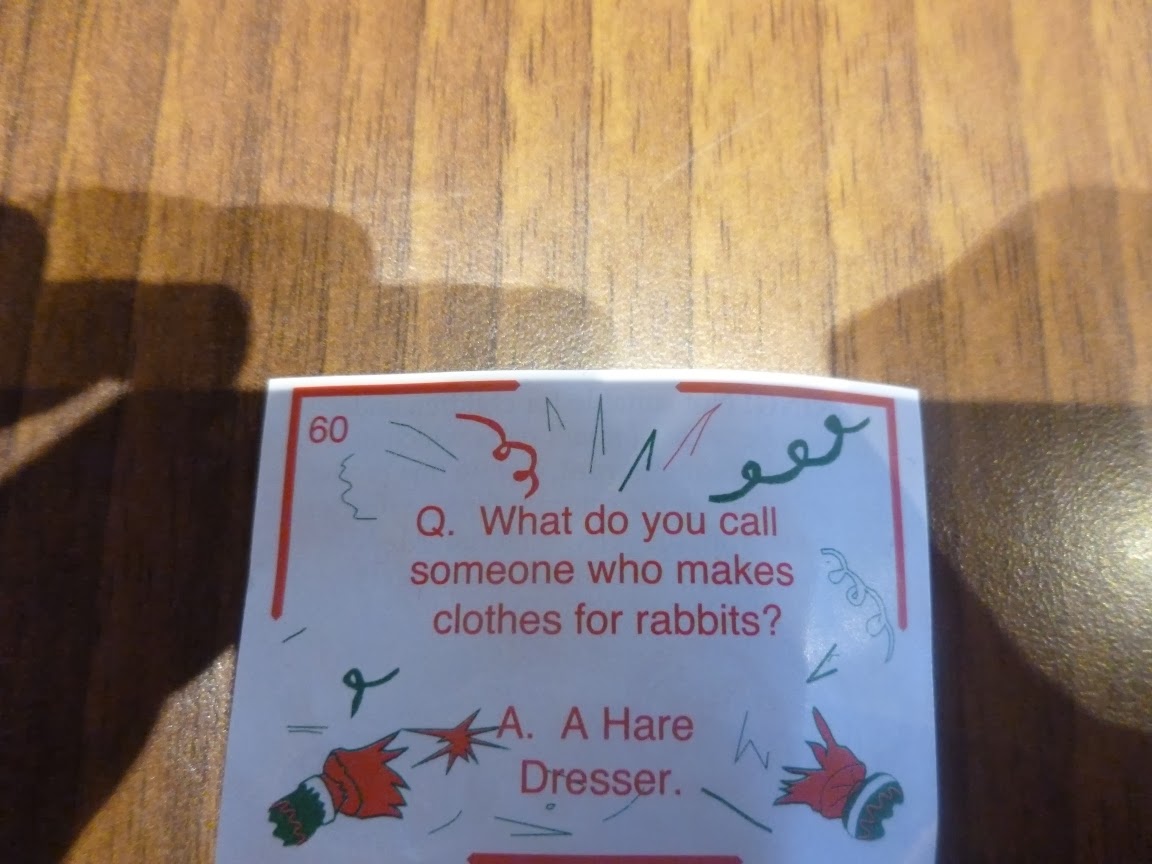 60
Q. What do you call
someone who makes
clothes for rabbits?
A. A Hare
Dresser.